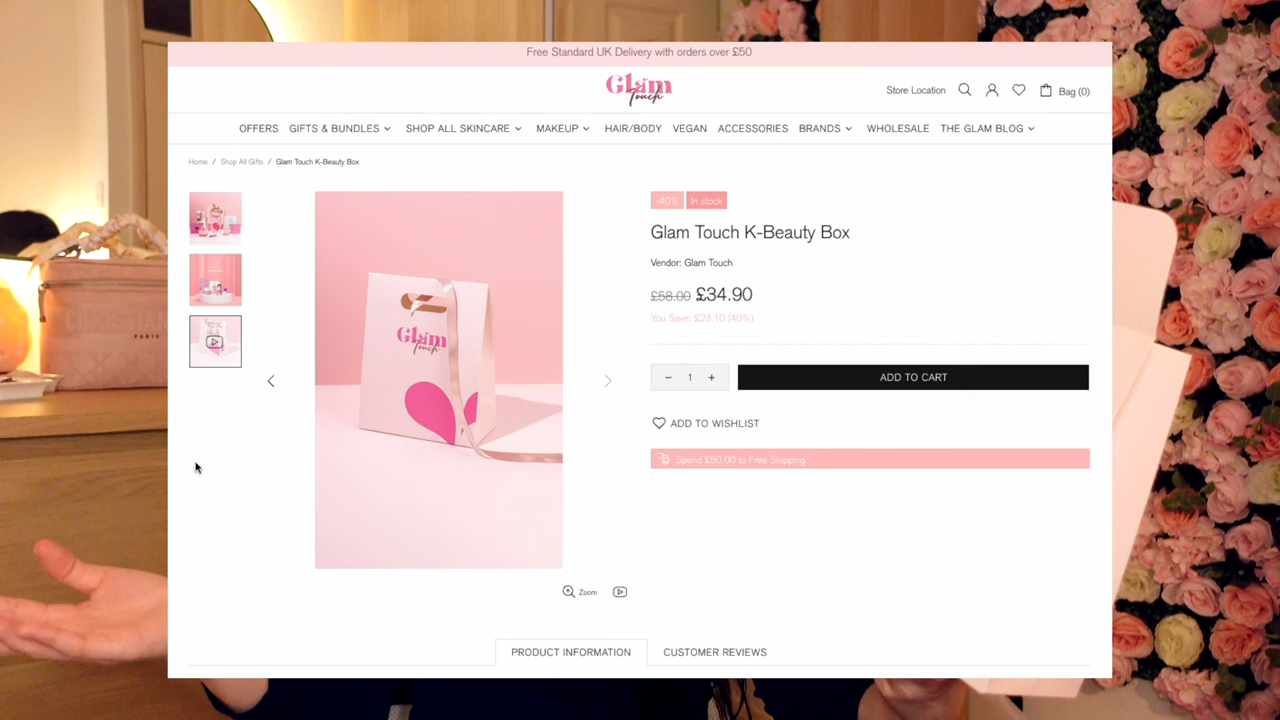 Free Standard UK Delivery with orders over £50
Glam
Touch
Store Location
Bag (0)
OFFERS GIFTS & BUNDLES SHOP ALL SKINCARE MAKEUP HAIR/BODY VEGAN ACCESSORIES BRANDS WHOLESALE THE GLAM BLOG
Home / Shop All Gifts / Glam Touch K-Beauty Box
-40% In stock
Glam Touch K-Beauty Box
Vendor: Glam Touch
£58.00 £34.90
You Save: £23.10 (40%)
− 1 +
ADD TO CART
ADD TO WISHLIST
Spend £50.00 to Free Shipping
Glam
Touch
Zoom
PRODUCT INFORMATION
CUSTOMER REVIEWS
PARIS